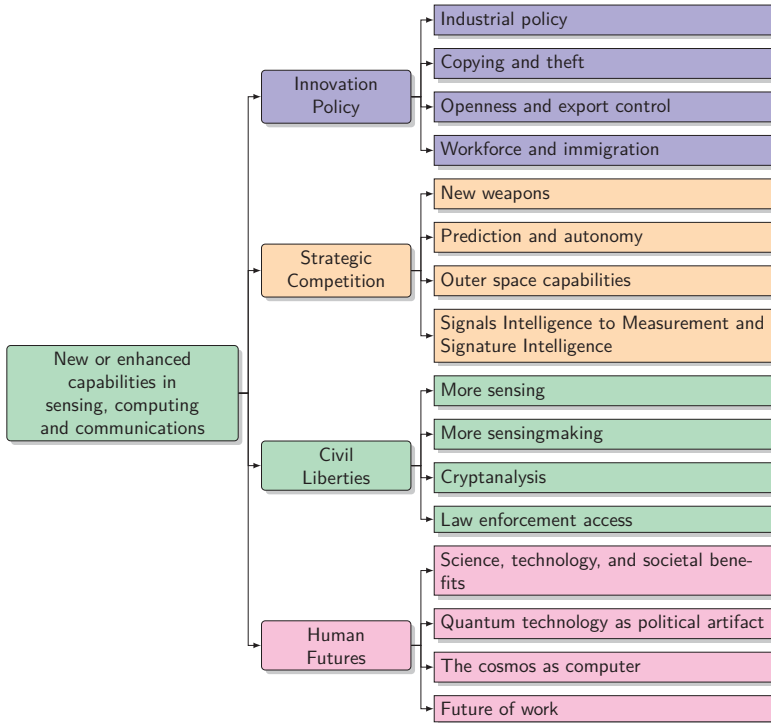 New or enhanced
capabilities in
sensing, computing
and communications
Innovation
Policy
Industrial policy
Copying and theft
Openness and export control
Workforce and immigration
Strategic
Competition
New weapons
Prediction and autonomy
Outer space capabilities
Signals Intelligence to Measurement and
Signature Intelligence
Civil
Liberties
More sensing
More sensingmaking
Cryptanalysis
Law enforcement access
Human
Futures
Science, technology, and societal bene-
fits
Quantum technology as political artifact
The cosmos as computer
Future of work